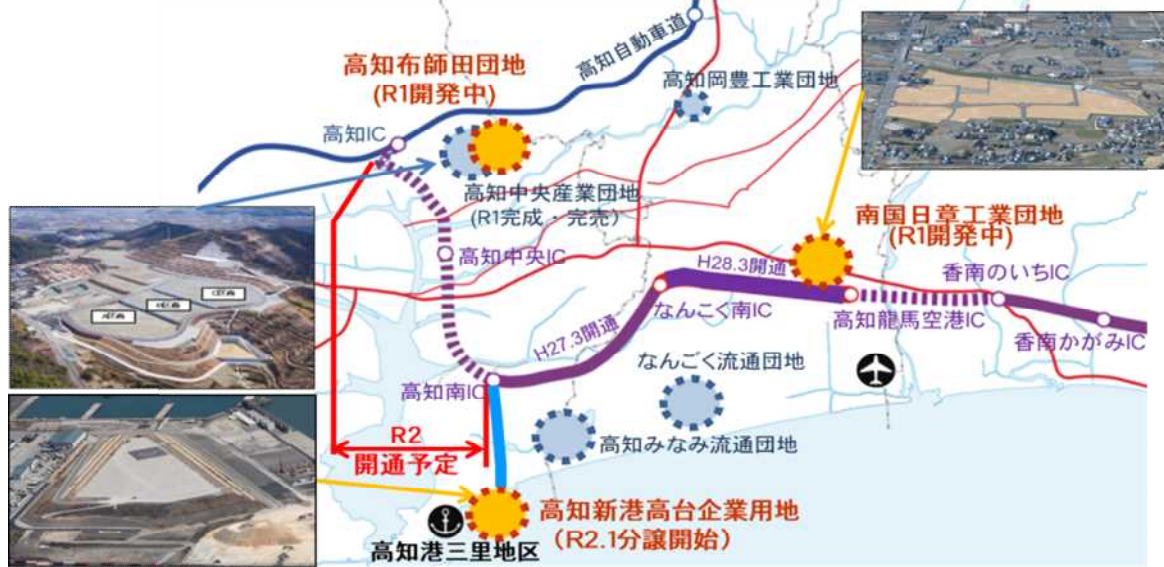 高知自動車道
高知布師田団地
(R1開発中)
高知岡豊工業団地
高知IC
高知中央産業団地
(R1完成・完売)
南国日章工業団地
(R1開発中)
高知中央IC
H28.3開通
香南のいちIC
なんこく南IC
高知龍馬空港IC
香南かがみIC
H27.3開通
なんごく流通団地
高知南IC
高知みなみ流通団地
R2
開通予定
高知新港高台企業用地
(R2.1分譲開始)
高知港三里地区